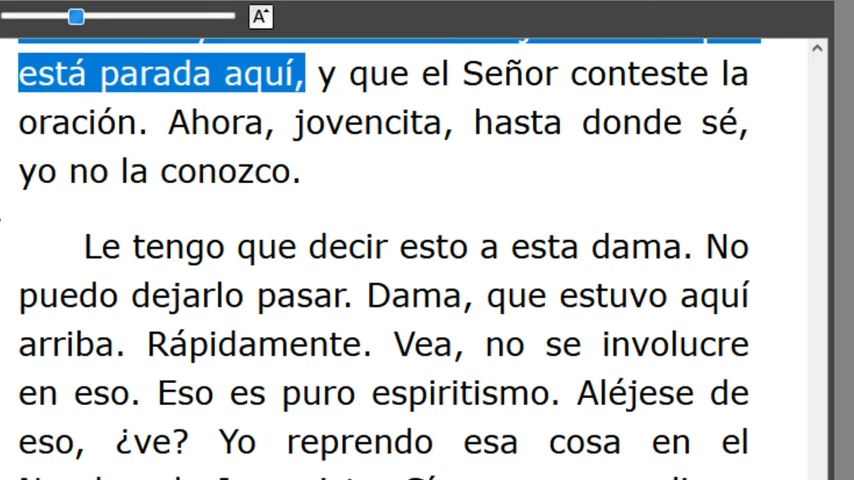 A
está parada aquí, y que el Señor conteste la
oración. Ahora, jovencita, hasta donde sé,
yo no la conozco.
Le tengo que decir esto a esta dama. No
puedo dejarlo pasar. Dama, que estuvo aquí
arriba. Rápidamente. Vea, no se involucre
en eso. Eso es puro espiritismo. Aléjese de
eso, ¿ve? Yo reprendo esa cosa en el